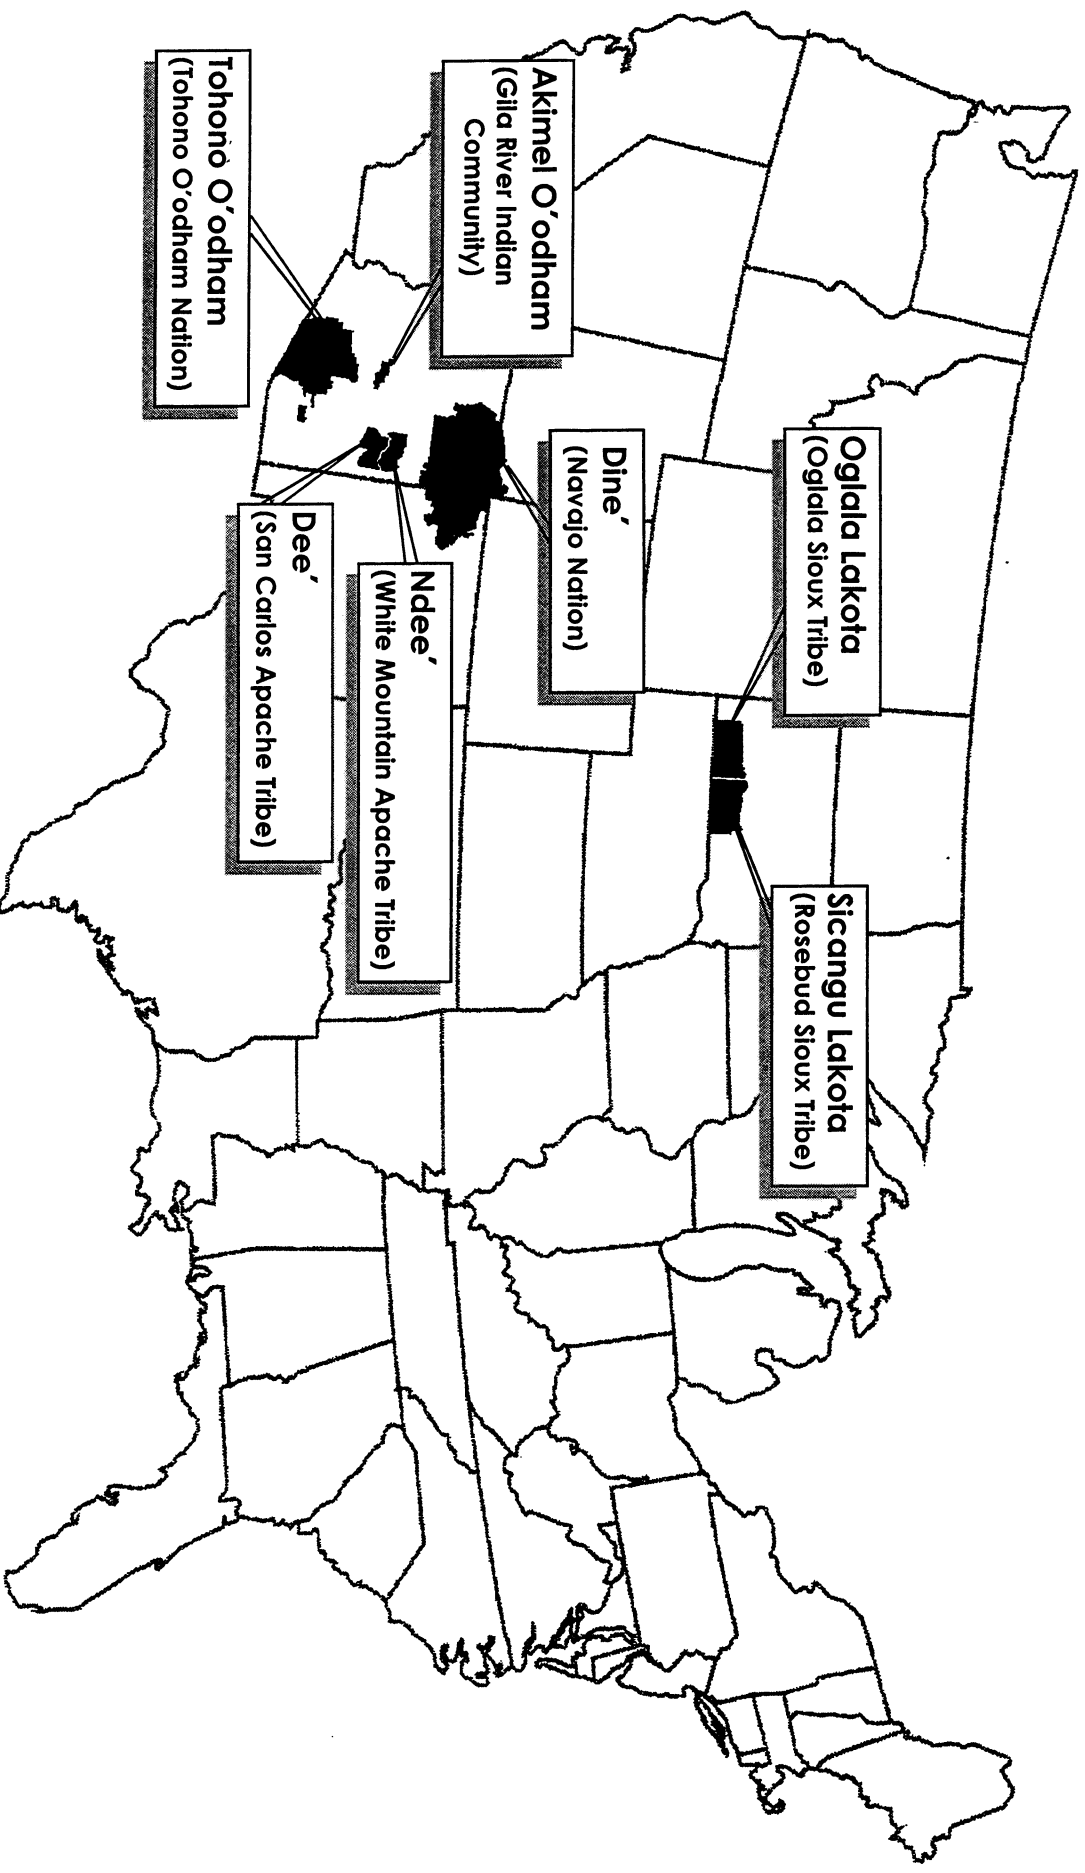 Oglala Lakota
(Oglala Sioux Tribe)
Sicangu Lakota
(Rosebud Sioux Tribe)
Akimel O'odham
(Gila River Indian
Community)
Dine'
(Navajo Nation)
Ndee'
(White Mountain Apache Tribe)
Dee'
(San Carlos Apache Tribe)
Tohono O'odham
(Tohono O'odham Nation)